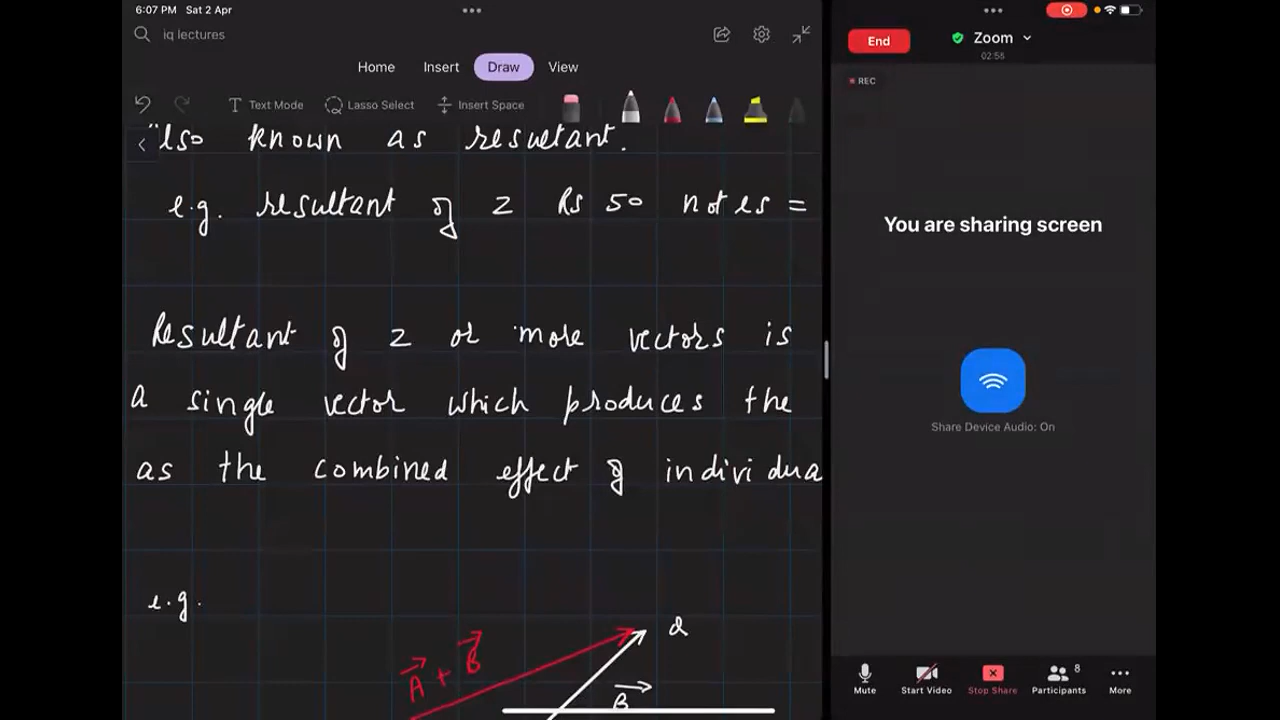 6:07 PM Sat 2 Apr
iq lectures
Home Insert Draw View
Text Mode Lasso Select Insert Space
lso known as resultant.
e.g. resultant of 2 Rs 50 notes =
Resultant of 2 or more vectors is
a single vector which produces the
as the combined effect of individua
e.g.
A + B
B
End
Zoom
02:55
REC
You are sharing screen
Share Device Audio: On
8
Mute Start Video Stop Share Participants More